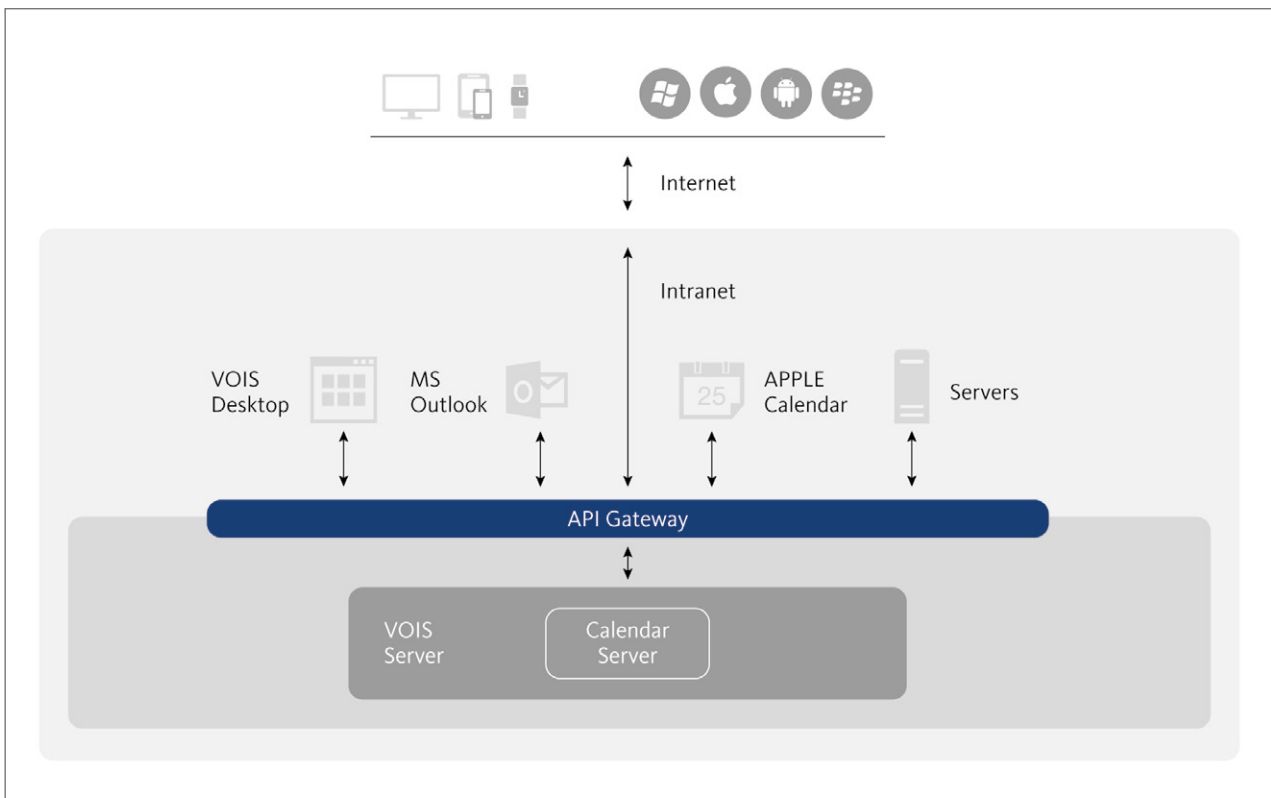 Internet
Intranet
VOIS
Desktop
MS
Outlook
25
APPLE
Calendar
Servers
API Gateway
VOIS
Server
Calendar
Server